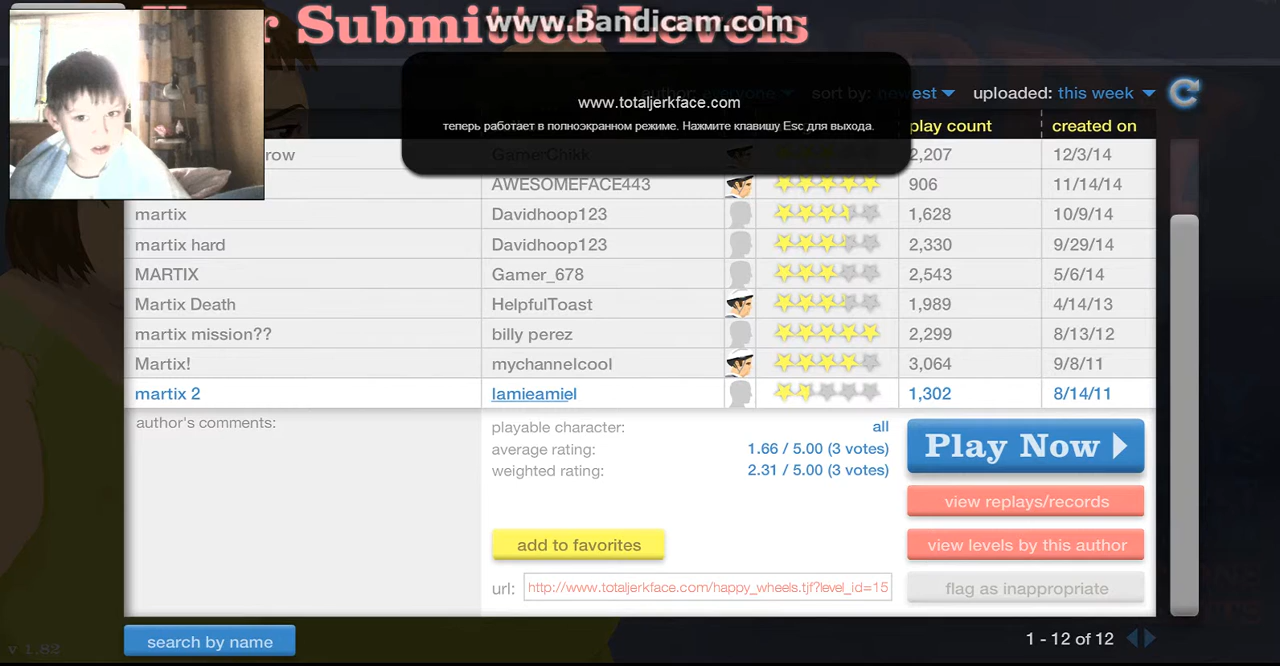 www.Bandicam.com
Submitted Levels
www.totaljerkface.com
теперь работает в полноэкранном режиме. Нажмите клавишу Esc для выхода.
author: everyone sort by: newest uploaded: this week
play count created on
row GamerChikk 2,207 12/3/14
AWESOMEFACE443 906 11/14/14
martix Davidhoop123 1,628 10/9/14
martix hard Davidhoop123 2,330 9/29/14
MARTIX Gamer_678 2,543 5/6/14
Martix Death HelpfulToast 1,989 4/14/13
martix mission?? billy perez 2,299 8/13/12
Martix! mychannelcool 3,064 9/8/11
martix 2 lamieamiel 1,302 8/14/11
author's comments:
playable character: all
average rating: 1.66 / 5.00 (3 votes)
weighted rating: 2.31 / 5.00 (3 votes)
Play Now
view replays/records
add to favorites
view levels by this author
url: http://www.totaljerkface.com/happy_wheels.tjf?level_id=15
flag as inappropriate
v 1.82
search by name
1 - 12 of 12